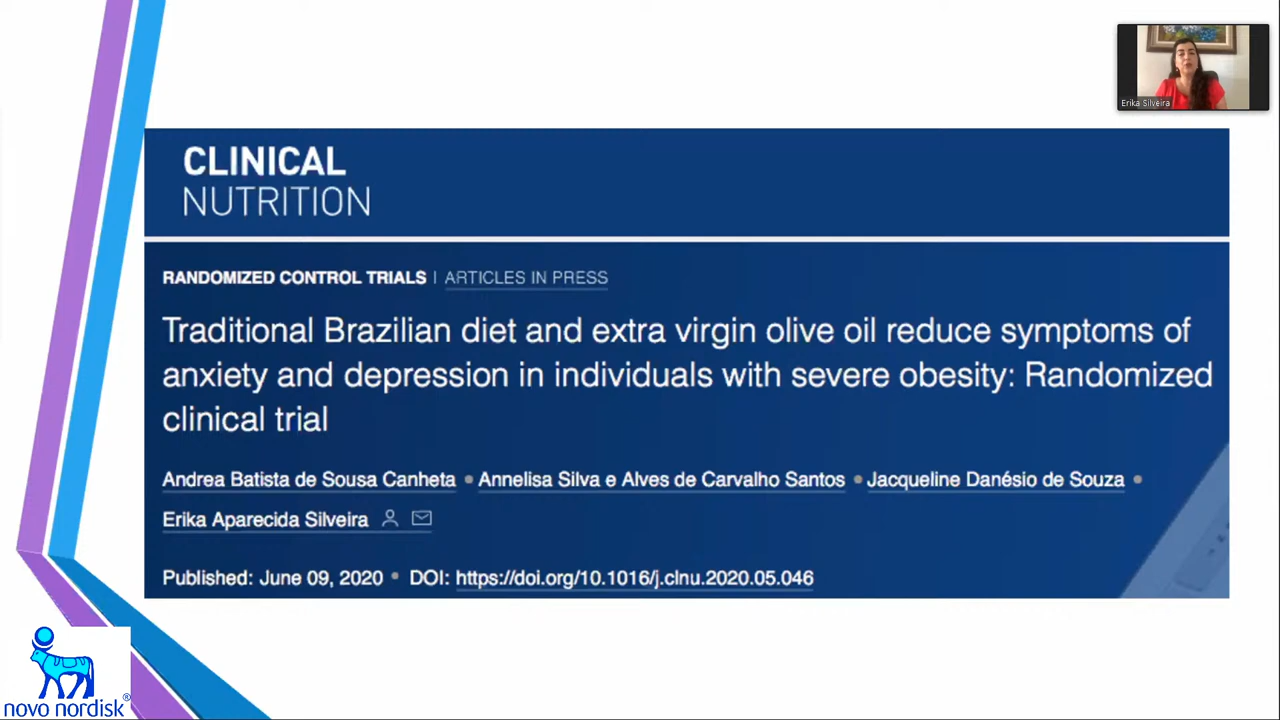 Erika Silveira
CLINICAL
NUTRITION
RANDOMIZED CONTROL TRIALS | ARTICLES IN PRESS
Traditional Brazilian diet and extra virgin olive oil reduce symptoms of
anxiety and depression in individuals with severe obesity: Randomized
clinical trial
Andrea Batista de Sousa Canheta • Annelisa Silva e Alves de Carvalho Santos • Jacqueline Danésio de Souza •
Erika Aparecida Silveira
Published: June 09, 2020 • DOI: https://doi.org/10.1016/j.clnu.2020.05.046
novo nordisk®